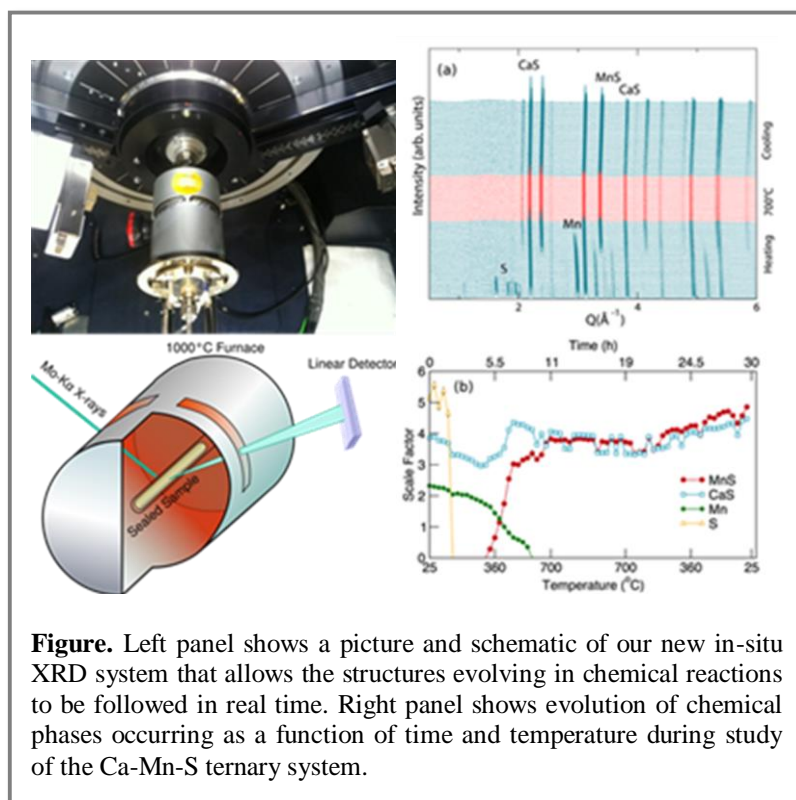 1000°C Furnace
Mo-Kα X-rays
Linear Detector
Sealed Sample
(a)
CaS
MnS
CaS
Mn
S
Intensity (arb. units)
Cooling
700°C
Heating
2 4 6
Q(Å⁻¹)
Time (h)
0 5.5 11 19 24.5 30
(b)
6
5
4
3
2
1
0
Scale Factor
MnS
CaS
Mn
S
25 360 700 700 360 25
Temperature (°C)
Figure. Left panel shows a picture and schematic of our new in-situ
XRD system that allows the structures evolving in chemical reactions
to be followed in real time. Right panel shows evolution of chemical
phases occurring as a function of time and temperature during study
of the Ca-Mn-S ternary system.